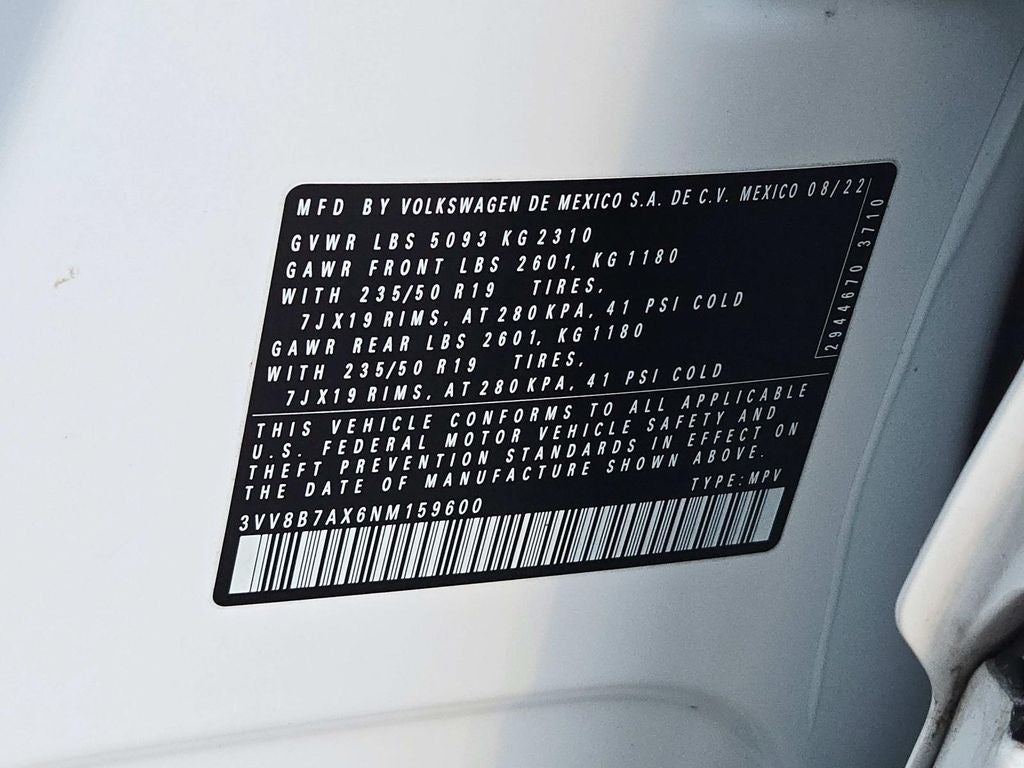 MFD BY VOLKSWAGEN DE MEXICO S.A. DE C.V. MEXICO 08/22
GVWR LBS 5093 KG 2310
GAWR FRONT LBS 2601, KG 1180
WITH 235/50 R19 TIRES,
7JX19 RIMS, AT 280 KPA, 41 PSI COLD
GAWR REAR LBS 2601, KG 1180
WITH 235/50 R19 TIRES,
7JX19 RIMS, AT 280 KPA, 41 PSI COLD
2944670 3710
THIS VEHICLE CONFORMS TO ALL APPLICABLE
U.S. FEDERAL MOTOR VEHICLE SAFETY AND
THEFT PREVENTION STANDARDS IN EFFECT ON
THE DATE OF MANUFACTURE SHOWN ABOVE.
TYPE: MPV
3VV8B7AX6NM159600